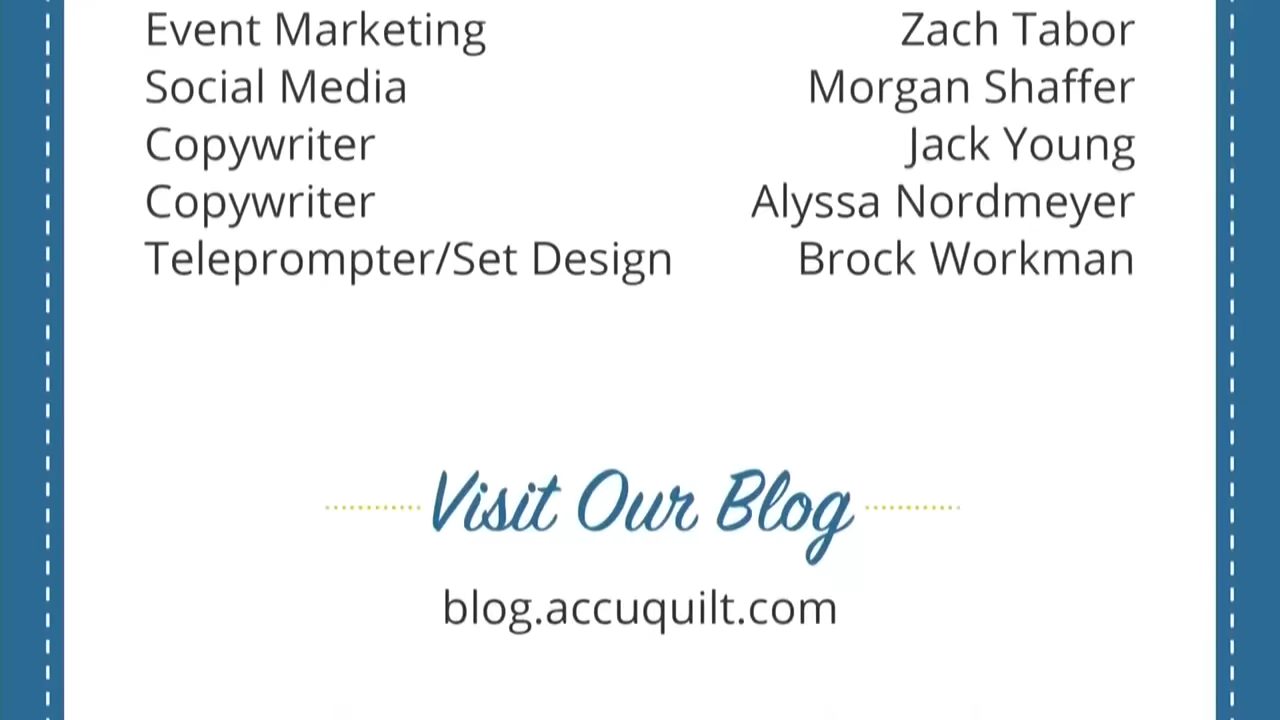 Event Marketing Zach Tabor
Social Media Morgan Shaffer
Copywriter Jack Young
Copywriter Alyssa Nordmeyer
Teleprompter/Set Design Brock Workman
Visit Our Blog
blog.accuquilt.com